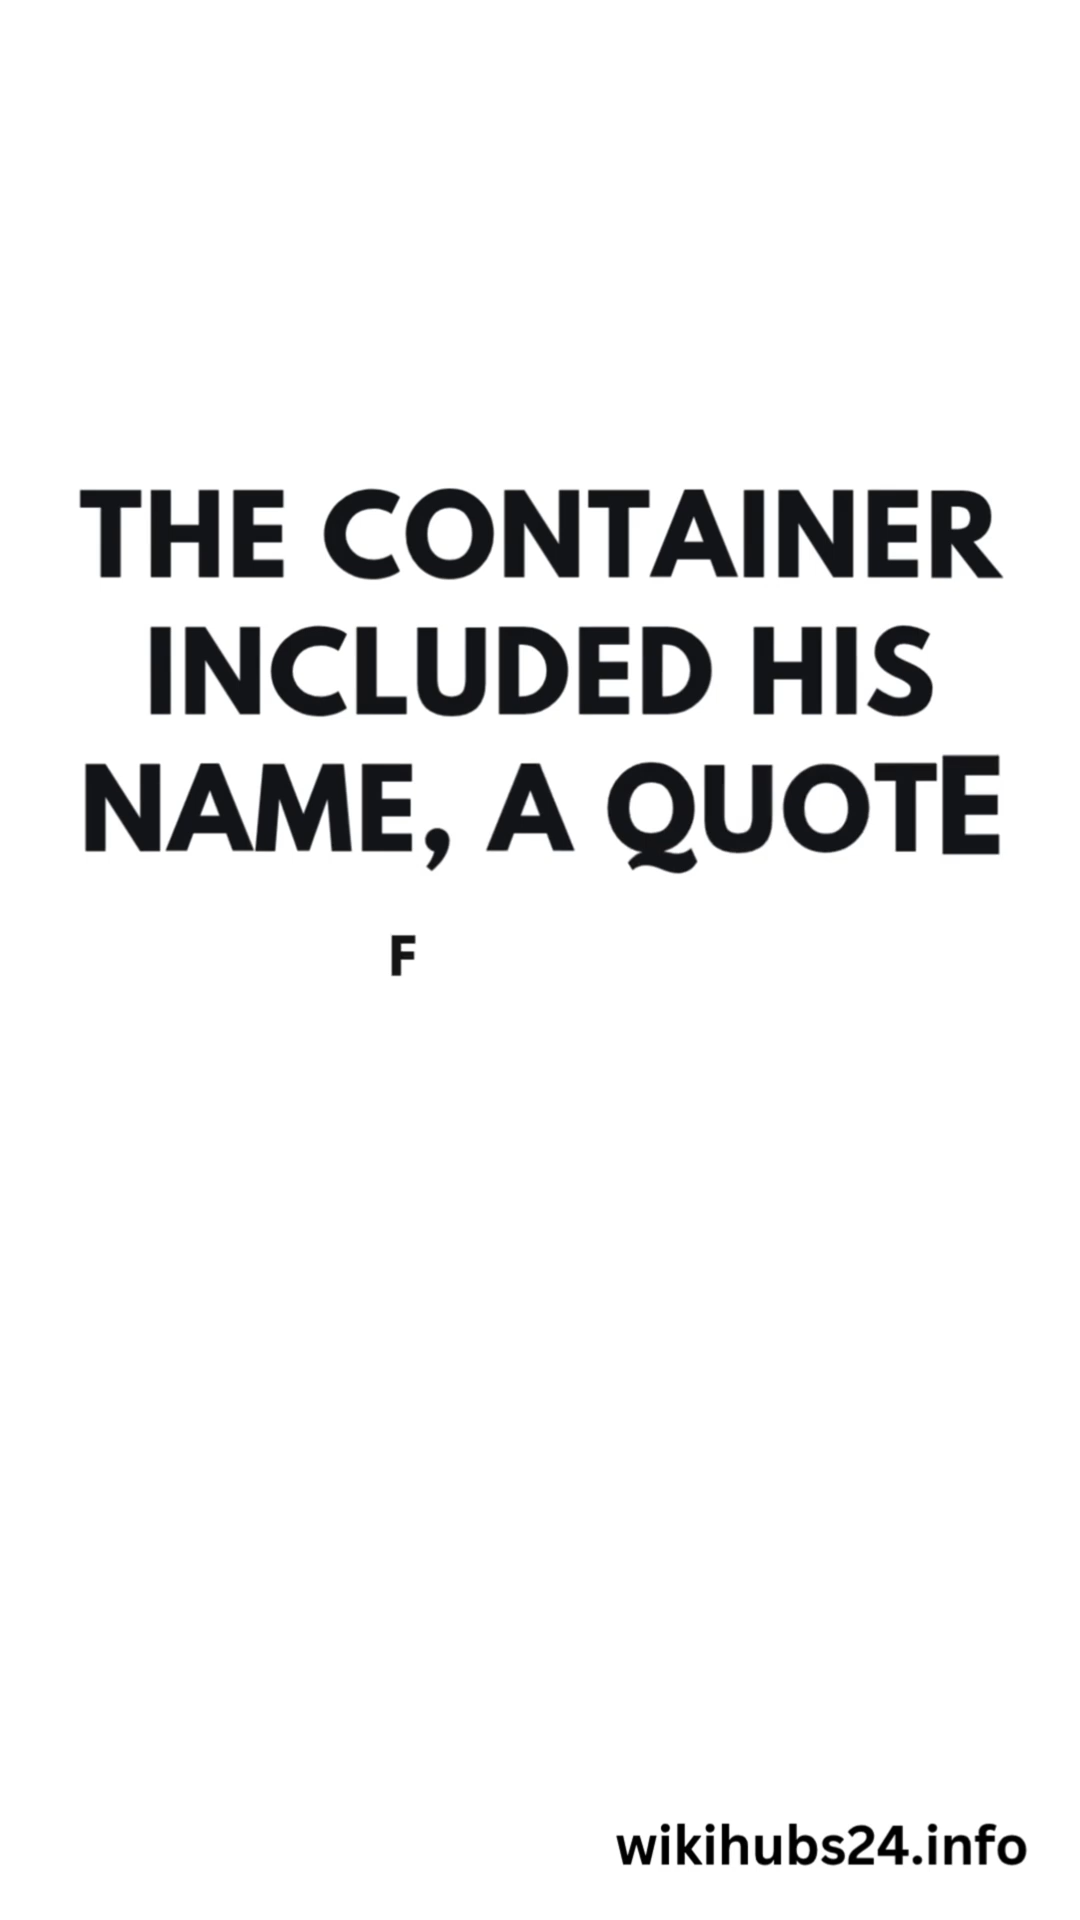 THE CONTAINER
INCLUDED HIS
NAME, A QUOTE
F
wikihubs24.info